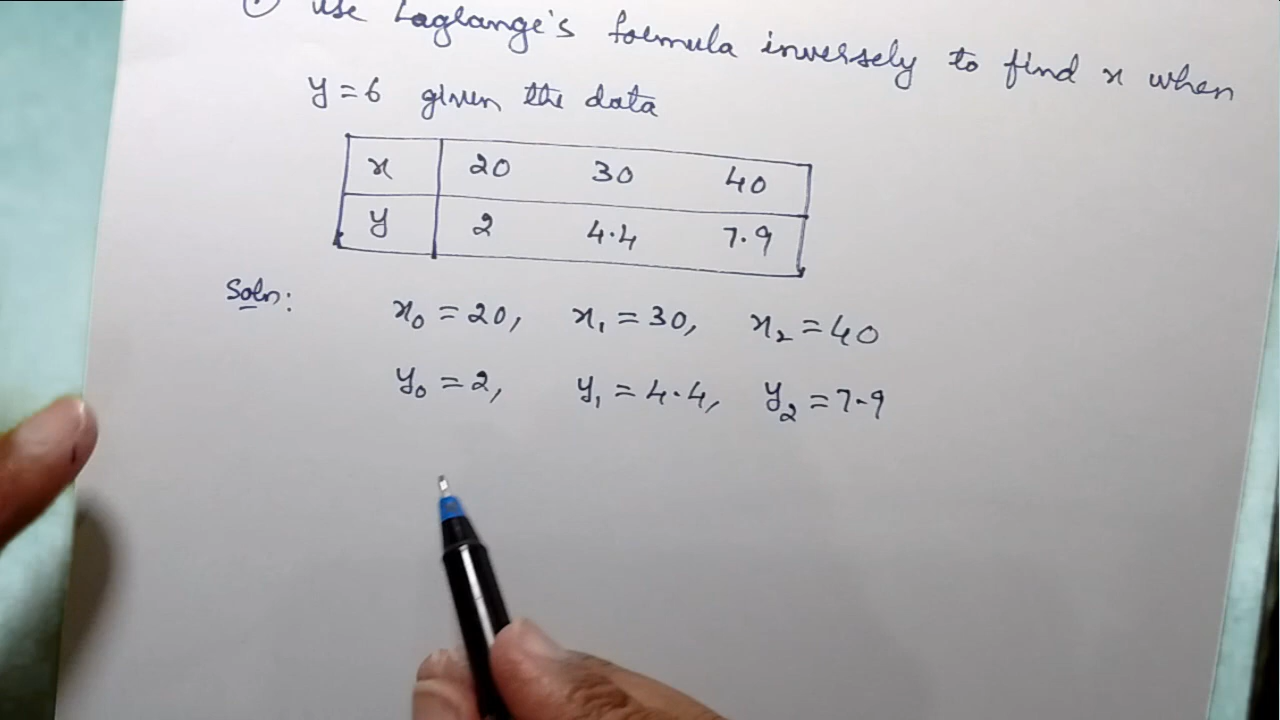 Use Laglange's formula inversely to find x when
y = 6 given the data
x 20 30 40
y 2 4.4 7.9
Soln: x₀ = 20, x₁ = 30, x₂ = 40
y₀ = 2, y₁ = 4.4, y₂ = 7.9